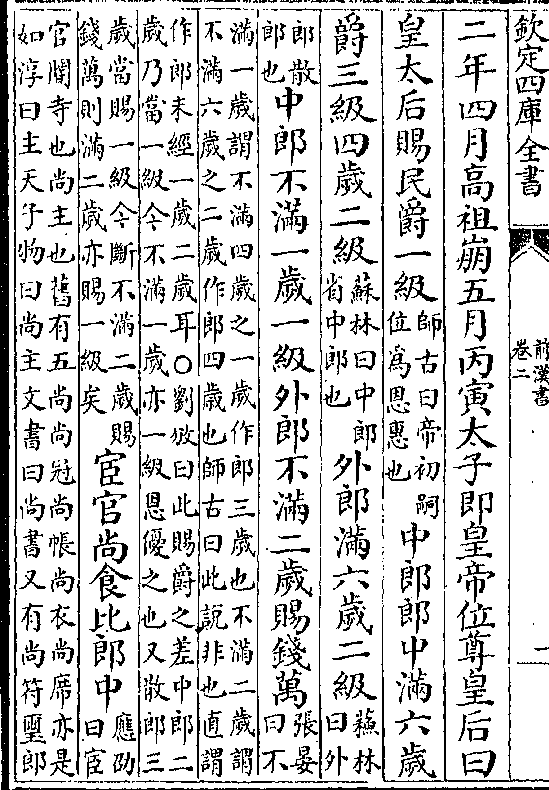 欽定四庫全書
前漢書
卷二
一
二年四月高祖崩五月丙寅太子即皇帝位尊皇后曰
皇太后賜民爵一級師古曰帝初嗣
位為恩惠也
中郎郎中滿六歲
爵三級四歲二級蘇林曰中郎
省中郎也
外郎滿六歲二級蘇林
曰外
郎散
郎也
中郎不滿一歲一級外郎不滿二歲賜錢萬張晏
曰不
滿一歲謂不滿四歲之一歲作郎三歲也不滿二歲謂
不滿六歲之二歲作郎四歲也師古曰此說非也直謂
作郎未經一歲二歲耳○劉攽曰此賜爵之差中郎二
歲乃當一級今不滿一歲亦一級恩優之也又散郎三
歲當賜一級今斷不滿二歲賜
錢萬則滿二歲亦賜一級矣
宦官尚食比郎中應劭
曰宦
官閽寺也尚主也舊有五尚尚冠尚帳尚衣尚席亦是
如淳曰主天子物曰尚主文書曰尚書又有尚符璽郎